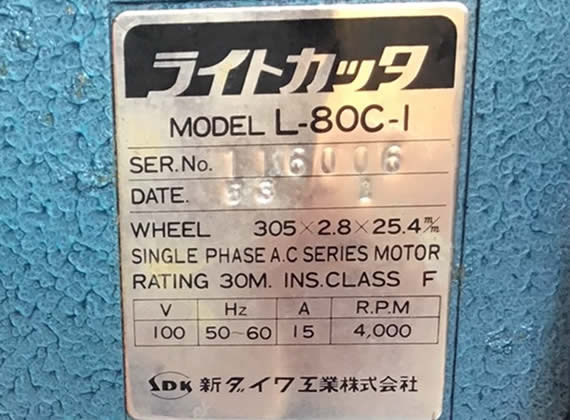 ライトカッタ
MODEL L-80C-1
SER.No.
DATE.
WHEEL 305×2.8×25.4 m/m
SINGLE PHASE A.C SERIES MOTOR
RATING 30M. INS.CLASS F
V Hz A R.P.M
100 50~60 15 4,000
SDK 新ダイワ工業株式会社